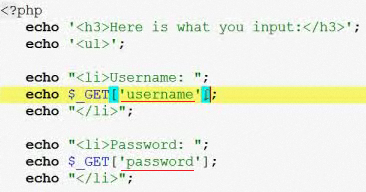 <?php
echo '<h3>Here is what you input:</h3>';
echo '<ul>';
echo "<li>Username: ";
echo $_GET['username'];
echo "</li>";
echo "<li>Password: ";
echo $_GET['password'];
echo "</li>";